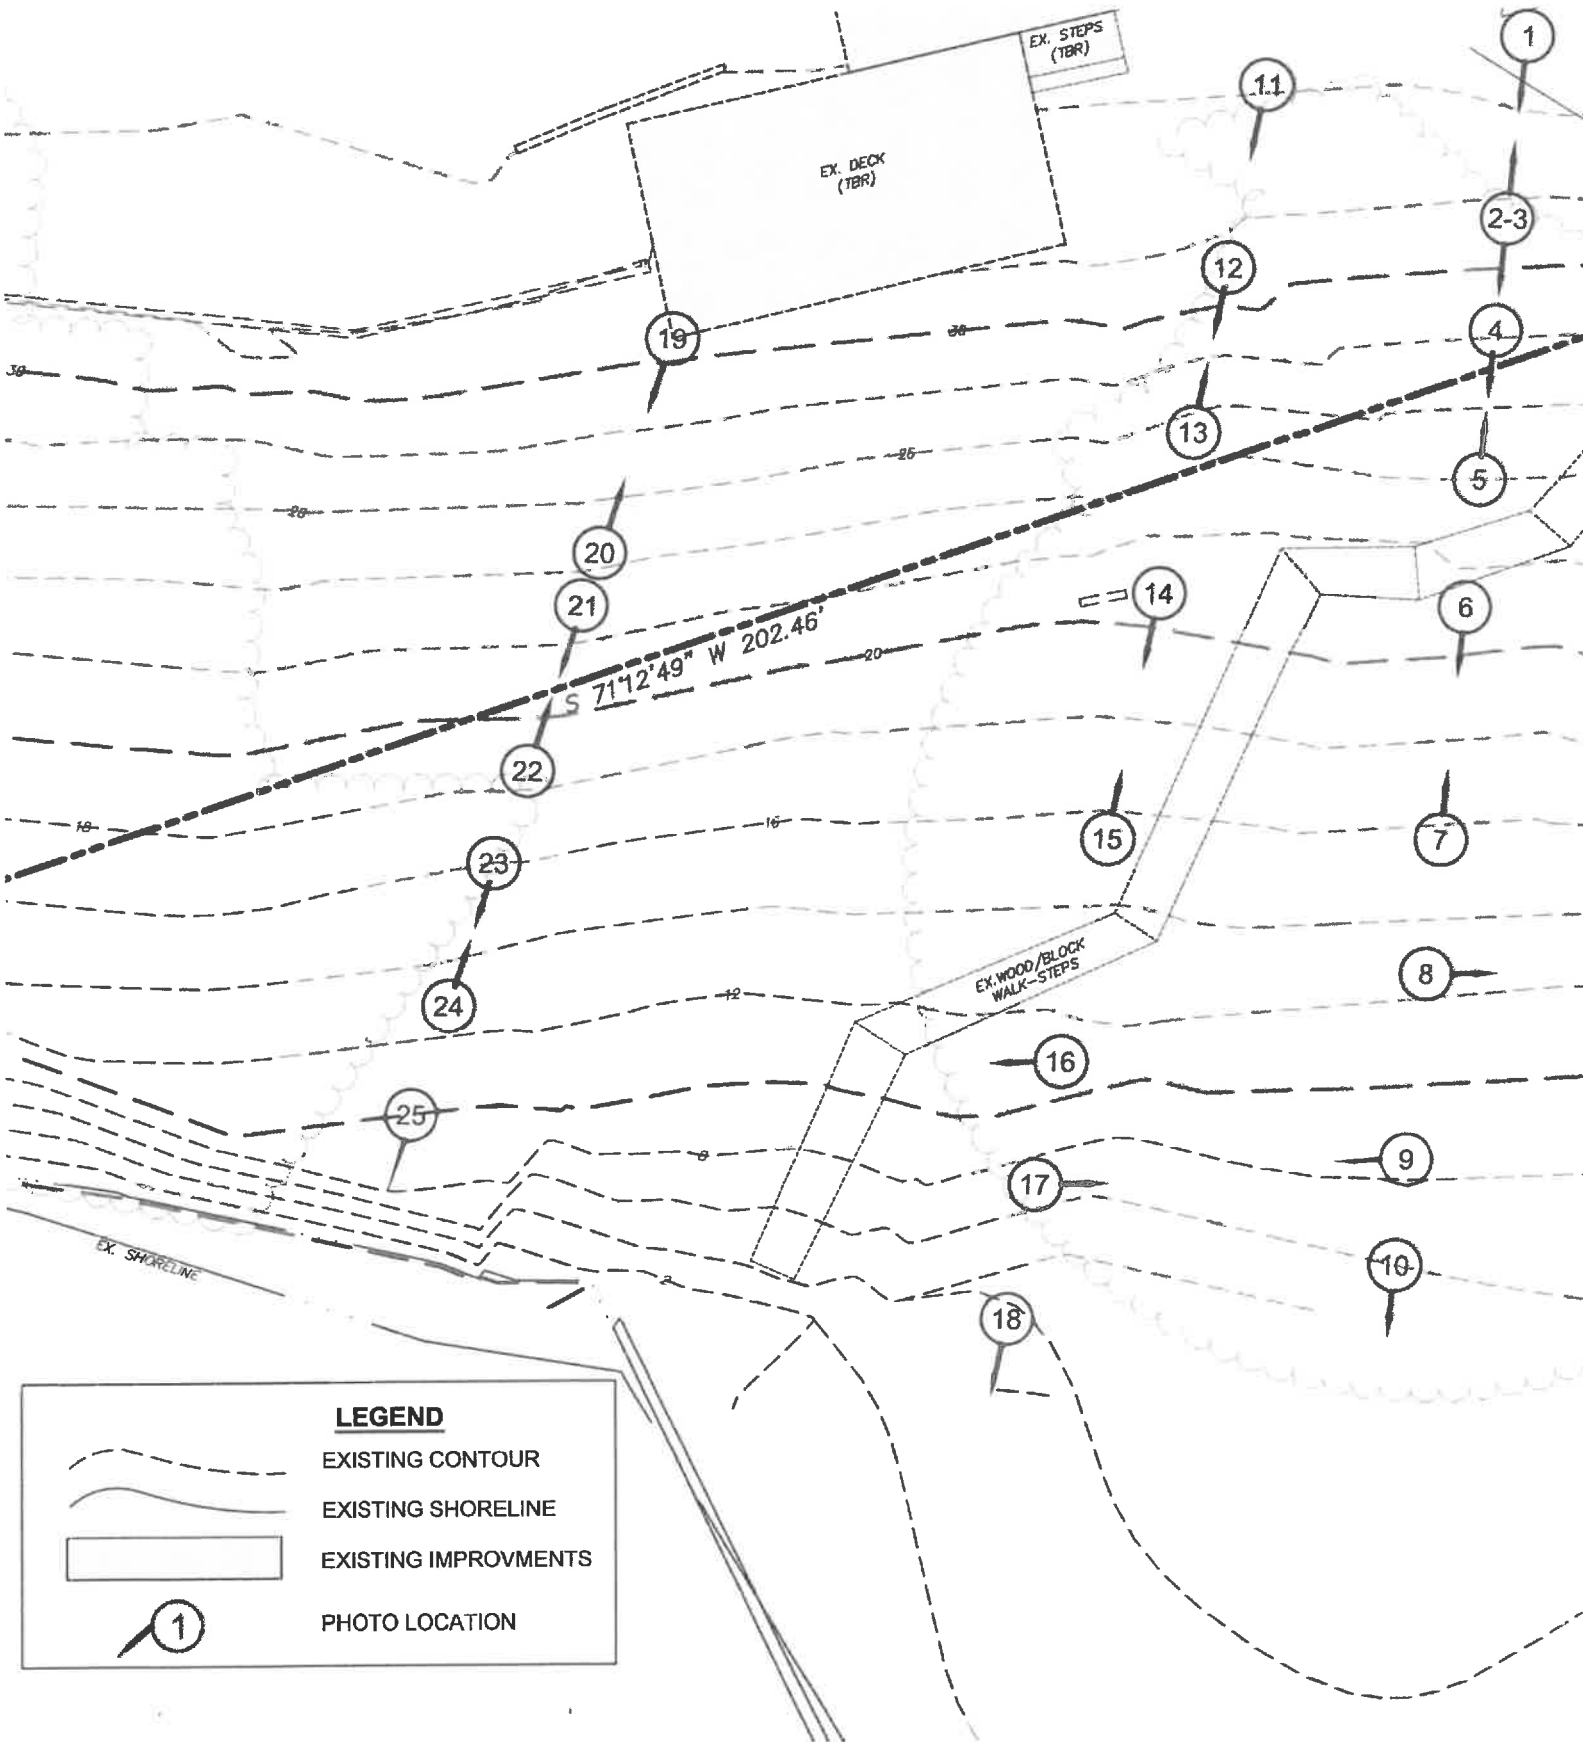 1
EX. STEPS
(TBR)
11
EX. DECK
(TBR)
2-3
12
30
19
4
30
13
25
5
20
14
6
21
S 71°12'49" W 202.46'
20
22
18
16
15
7
23
8
EX.WOOD/BLOCK
WALK-STEPS
12
24
16
25
8
9
17
EX. SHORELINE
10
2
18
LEGEND
EXISTING CONTOUR
EXISTING SHORELINE
EXISTING IMPROVMENTS
1
PHOTO LOCATION